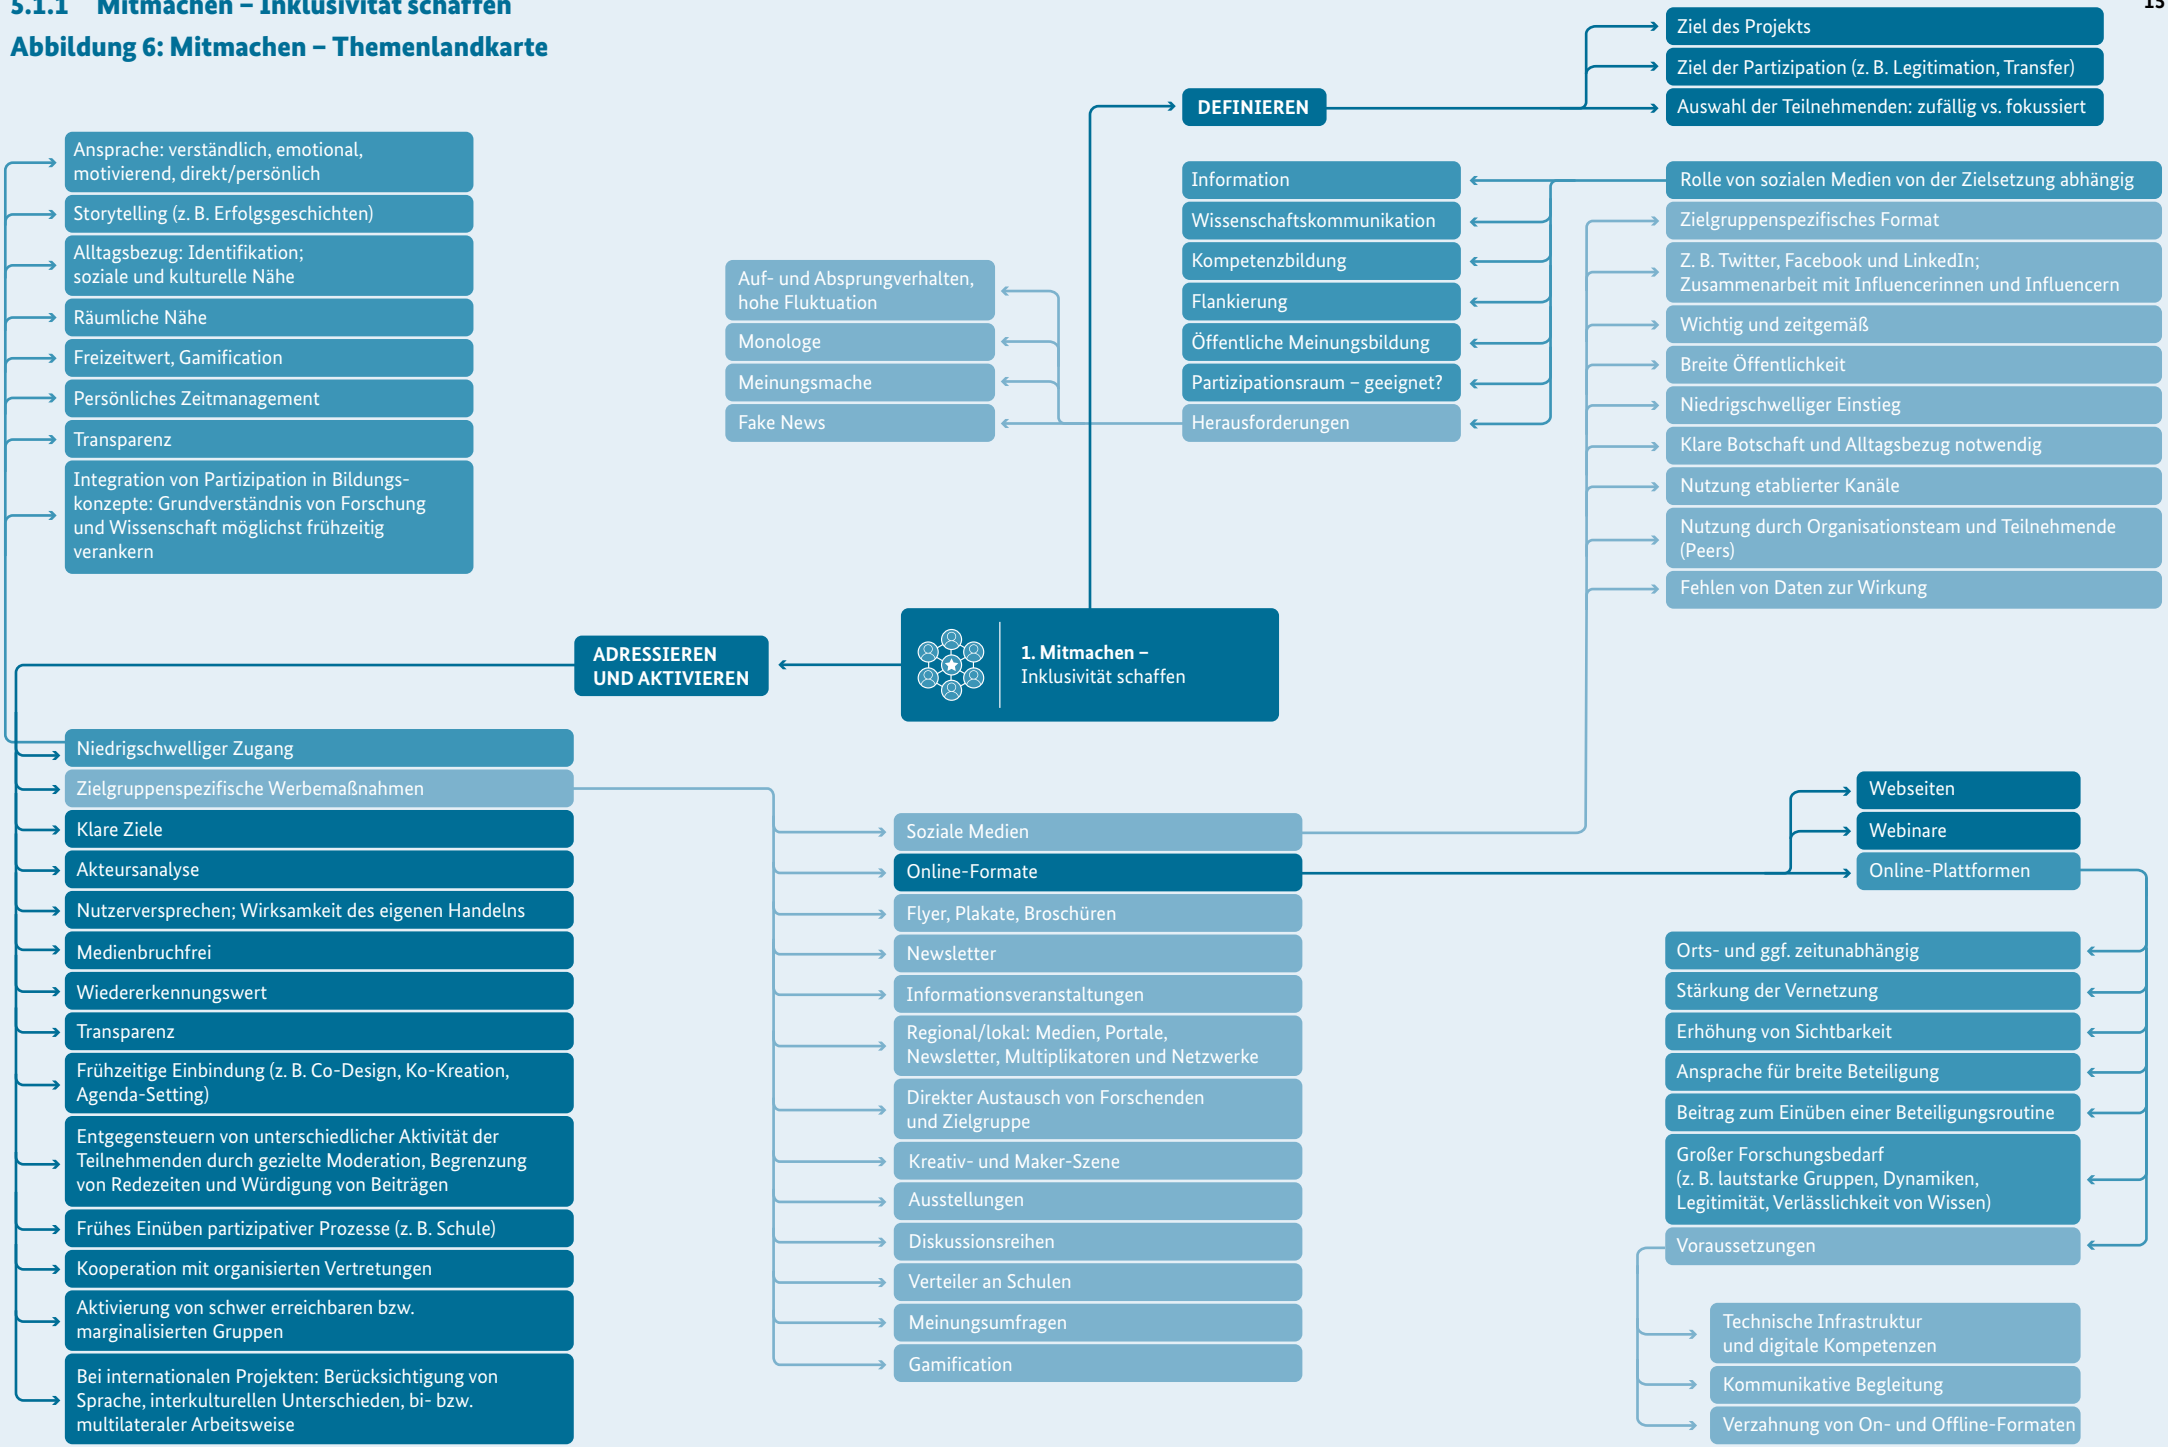 5.1.1 Mitmachen – Inklusivität schaffen
15
Abbildung 6: Mitmachen – Themenlandkarte
DEFINIEREN
Ziel des Projekts
Ziel der Partizipation (z. B. Legitimation, Transfer)
Auswahl der Teilnehmenden: zufällig vs. fokussiert
Ansprache: verständlich, emotional,
motivierend, direkt/persönlich
Storytelling (z. B. Erfolgsgeschichten)
Alltagsbezug: Identifikation;
soziale und kulturelle Nähe
Räumliche Nähe
Freizeitwert, Gamification
Persönliches Zeitmanagement
Transparenz
Integration von Partizipation in Bildungs-
konzepte: Grundverständnis von Forschung
und Wissenschaft möglichst frühzeitig
verankern
Auf- und Absprungverhalten,
hohe Fluktuation
Monologe
Meinungsmache
Fake News
Information
Wissenschaftskommunikation
Kompetenzbildung
Flankierung
Öffentliche Meinungsbildung
Partizipationsraum – geeignet?
Herausforderungen
Rolle von sozialen Medien von der Zielsetzung abhängig
Zielgruppenspezifisches Format
Z. B. Twitter, Facebook und LinkedIn;
Zusammenarbeit mit Influencerinnen und Influencern
Wichtig und zeitgemäß
Breite Öffentlichkeit
Niedrigschwelliger Einstieg
Klare Botschaft und Alltagsbezug notwendig
Nutzung etablierter Kanäle
Nutzung durch Organisationsteam und Teilnehmende
(Peers)
Fehlen von Daten zur Wirkung
ADRESSIEREN
UND AKTIVIEREN
1. Mitmachen –
Inklusivität schaffen
Niedrigschwelliger Zugang
Zielgruppenspezifische Werbemaßnahmen
Klare Ziele
Akteursanalyse
Nutzerversprechen; Wirksamkeit des eigenen Handelns
Medienbruchfrei
Wiedererkennungswert
Transparenz
Frühzeitige Einbindung (z. B. Co-Design, Ko-Kreation,
Agenda-Setting)
Entgegensteuern von unterschiedlicher Aktivität der
Teilnehmenden durch gezielte Moderation, Begrenzung
von Redezeiten und Würdigung von Beiträgen
Frühes Einüben partizipativer Prozesse (z. B. Schule)
Kooperation mit organisierten Vertretungen
Aktivierung von schwer erreichbaren bzw.
marginalisierten Gruppen
Bei internationalen Projekten: Berücksichtigung von
Sprache, interkulturellen Unterschieden, bi- bzw.
multilateraler Arbeitsweise
Soziale Medien
Online-Formate
Flyer, Plakate, Broschüren
Newsletter
Informationsveranstaltungen
Regional/lokal: Medien, Portale,
Newsletter, Multiplikatoren und Netzwerke
Direkter Austausch von Forschenden
und Zielgruppe
Kreativ- und Maker-Szene
Ausstellungen
Diskussionsreihen
Verteiler an Schulen
Meinungsumfragen
Gamification
Webseiten
Webinare
Online-Plattformen
Orts- und ggf. zeitunabhängig
Stärkung der Vernetzung
Erhöhung von Sichtbarkeit
Ansprache für breite Beteiligung
Beitrag zum Einüben einer Beteiligungsroutine
Großer Forschungsbedarf
(z. B. lautstarke Gruppen, Dynamiken,
Legitimität, Verlässlichkeit von Wissen)
Voraussetzungen
Technische Infrastruktur
und digitale Kompetenzen
Kommunikative Begleitung
Verzahnung von On- und Offline-Formaten